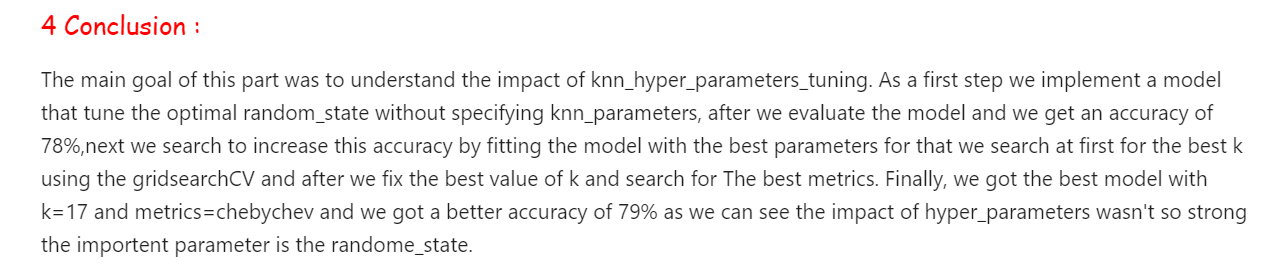 4 Conclusion :
The main goal of this part was to understand the impact of knn_hyper_parameters_tuning. As a first step we implement a model
that tune the optimal random_state without specifying knn_parameters, after we evaluate the model and we get an accuracy of
78%,next we search to increase this accuracy by fitting the model with the best parameters for that we search at first for the best k
using the gridsearchCV and after we fix the best value of k and search for The best metrics. Finally, we got the best model with
k=17 and metrics=chebychev and we got a better accuracy of 79% as we can see the impact of hyper_parameters wasn't so strong
the importent parameter is the randome_state.